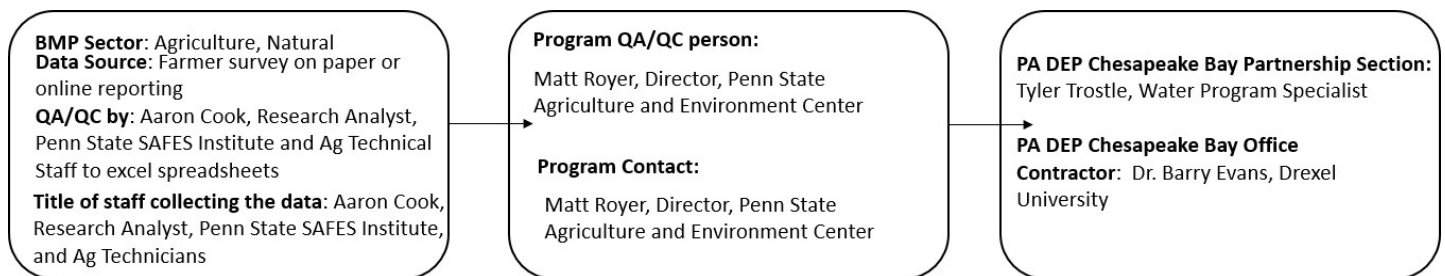 BMP Sector: Agriculture, Natural
Data Source: Farmer survey on paper or
online reporting
QA/QC by: Aaron Cook, Research Analyst,
Penn State SAFES Institute and Ag Technical
Staff to excel spreadsheets
Title of staff collecting the data: Aaron Cook,
Research Analyst, Penn State SAFES Institute,
and Ag Technicians
Program QA/QC person:
Matt Royer, Director, Penn State
Agriculture and Environment Center
Program Contact:
Matt Royer, Director, Penn State
Agriculture and Environment Center
PA DEP Chesapeake Bay Partnership Section:
Tyler Trostle, Water Program Specialist
PA DEP Chesapeake Bay Office
Contractor: Dr. Barry Evans, Drexel
University